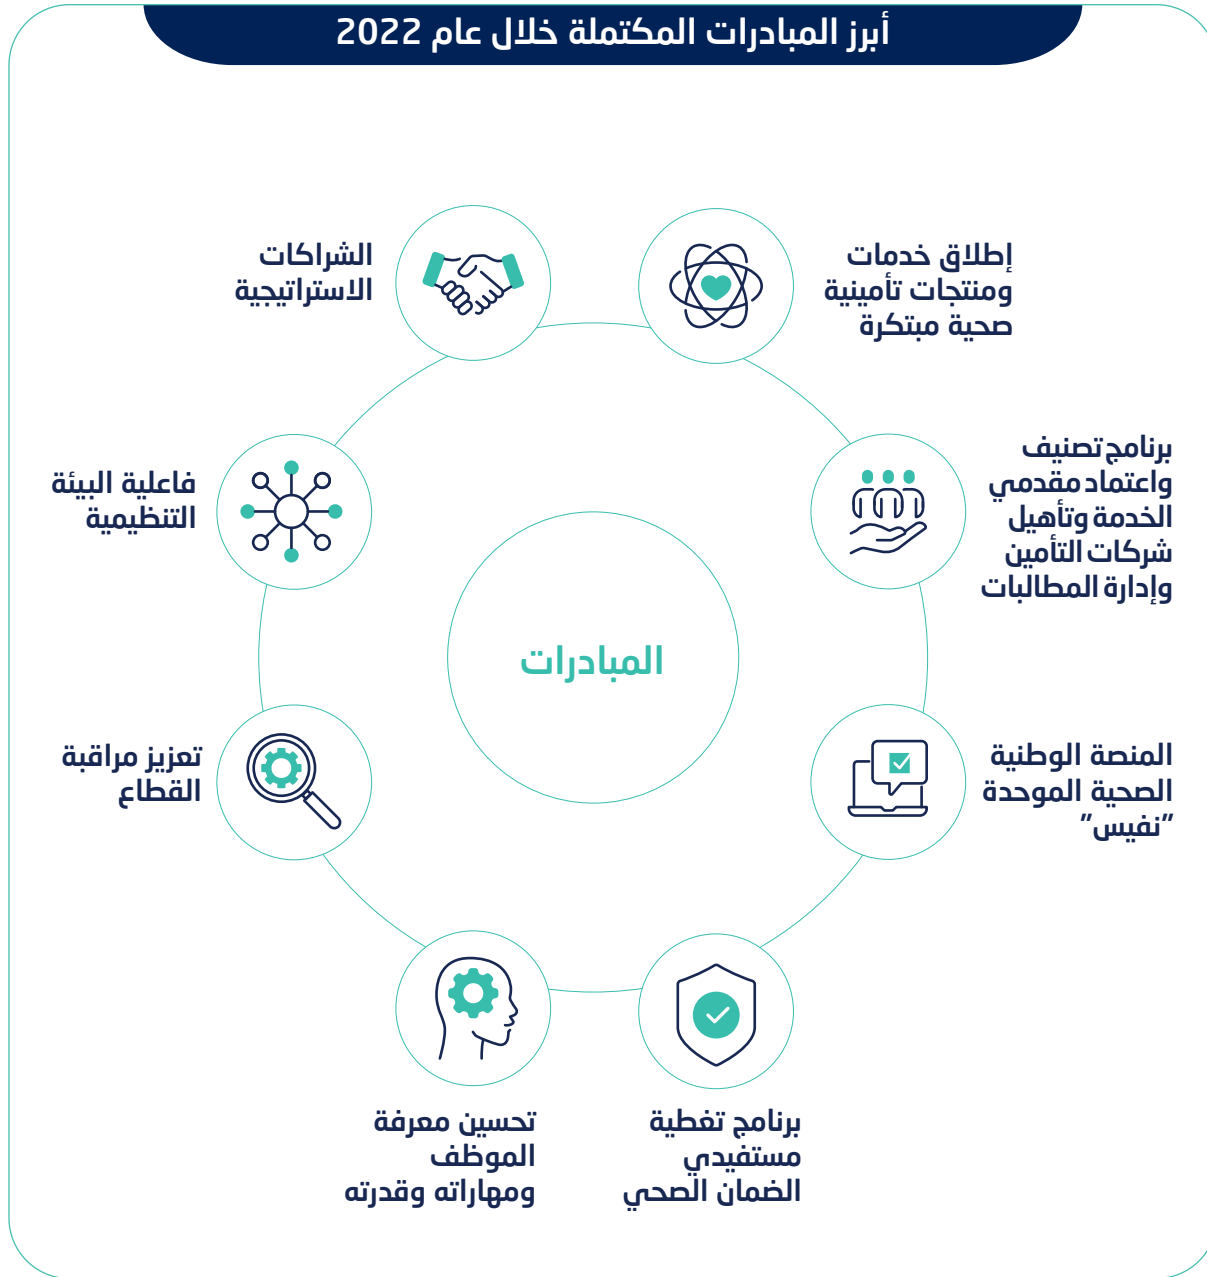 أبرز المبادرات المكتملة خلال عام 2022
إطلاق خدمات
ومنتجات تأمينية
صحية مبتكرة
برنامج تصنيف
واعتماد مقدمي
الخدمة وتأهيل
شركات التأمين
وإدارة المطالبات
المنصة الوطنية
الصحية الموحدة
"نفيس"
برنامج تغطية
مستفيدي
الضمان الصحي
تحسين معرفة
الموظف
ومهاراته وقدرته
تعزيز مراقبة
القطاع
فاعلية البيئة
التنظيمية
الشراكات
الاستراتيجية
المبادرات